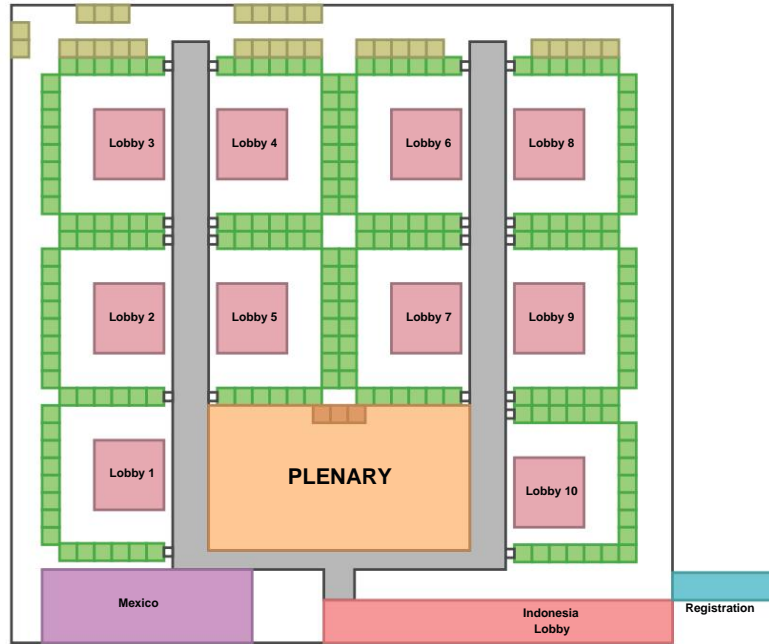 Lobby 3
Lobby 4
Lobby 6
Lobby 8
Lobby 2
Lobby 5
Lobby 7
Lobby 9
Lobby 1
PLENARY
Lobby 10
Mexico
Indonesia
Lobby
Registration